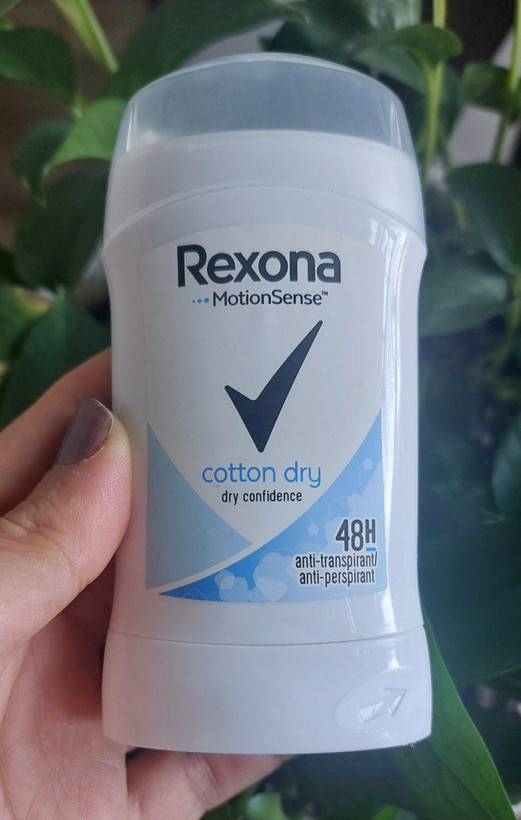 Rexona
MotionSense™
cotton dry
dry confidence
48H
anti-transpirant/
anti-perspirant